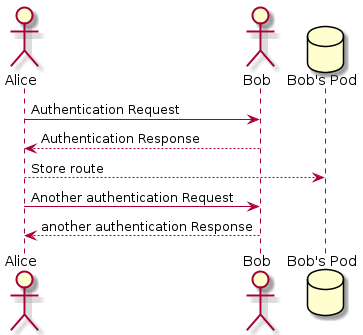 Alice Bob Bob's Pod
Authentication Request
Authentication Response
Store route
Another authentication Request
another authentication Response
Alice Bob Bob's Pod